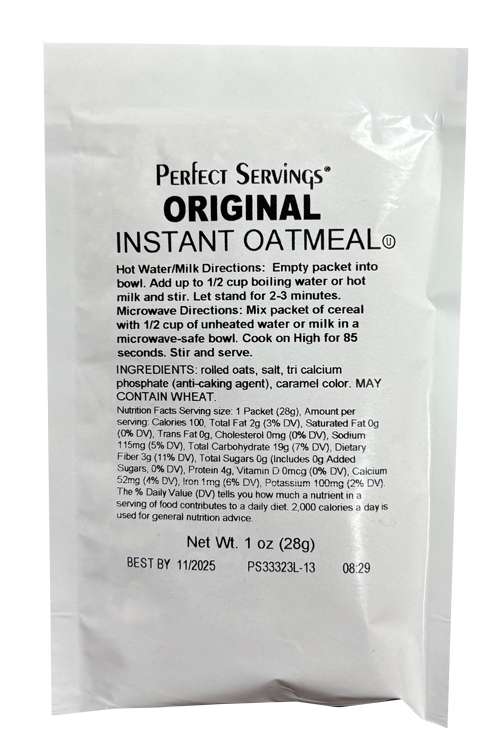 Perfect Servings®
ORIGINAL
INSTANT OATMEAL Ⓤ
Hot Water/Milk Directions: Empty packet into
bowl. Add up to 1/2 cup boiling water or hot
milk and stir. Let stand for 2-3 minutes.
Microwave Directions: Mix packet of cereal
with 1/2 cup of unheated water or milk in a
microwave-safe bowl. Cook on High for 85
seconds. Stir and serve.
INGREDIENTS: rolled oats, salt, tri calcium
phosphate (anti-caking agent), caramel color. MAY
CONTAIN WHEAT.
Nutrition Facts Serving size: 1 Packet (28g), Amount per
serving: Calories 100, Total Fat 2g (3% DV), Saturated Fat 0g
(0% DV), Trans Fat 0g, Cholesterol 0mg (0% DV), Sodium
115mg (5% DV), Total Carbohydrate 19g (7% DV), Dietary
Fiber 3g (11% DV), Total Sugars 0g (Includes 0g Added
Sugars, 0% DV), Protein 4g, Vitamin D 0mcg (0% DV), Calcium
52mg (4% DV), Iron 1mg (6% DV), Potassium 100mg (2% DV).
The % Daily Value (DV) tells you how much a nutrient in a
serving of food contributes to a daily diet. 2,000 calories a day is
used for general nutrition advice.
Net Wt. 1 oz (28g)
BEST BY 11/2025 PS33323L-13 08:29